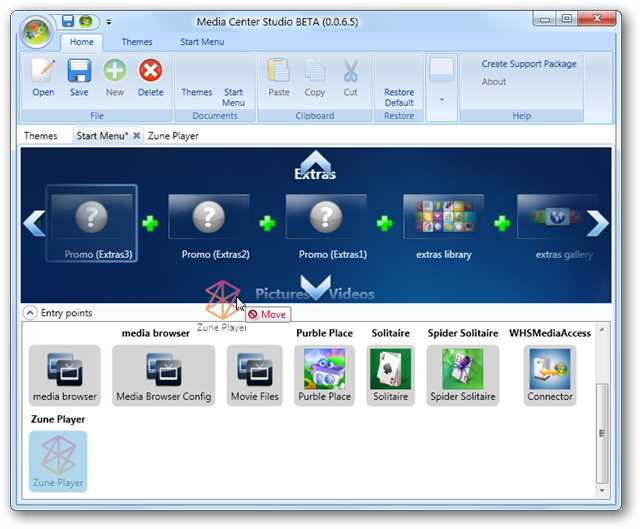 Media Center Studio BETA (0.0.6.5)
Home Themes Start Menu
Open Save New Delete
File
Themes Start Menu
Documents
Paste Copy Cut
Clipboard
Restore Default
Restore
Create Support Package
About
Help
Themes Start Menu* Zune Player
Extras
Promo (Extras3) Promo (Extras2) Promo (Extras1) extras library extras gallery
Pictures Videos
Move
Zune Player
Entry points
media browser Purble Place Solitaire Spider Solitaire WHSMediaAccess
media browser Media Browser Config Movie Files Purble Place Solitaire Spider Solitaire Connector
Zune Player
Zune Player